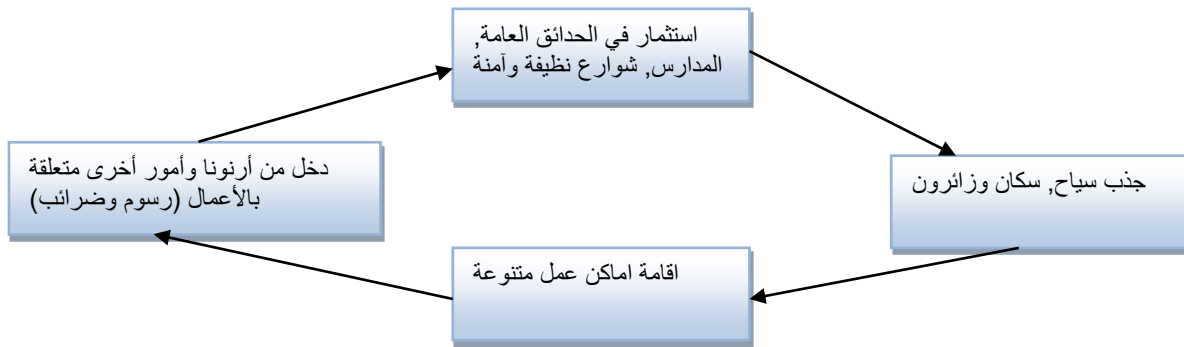 استثمار في الحدائق العامة,
المدارس, شوارع نظيفة وآمنة
جذب سياح, سكان وزائرون
اقامة اماكن عمل متنوعة
دخل من أرنونا وأمور أخرى متعلقة
بالأعمال (رسوم وضرائب)